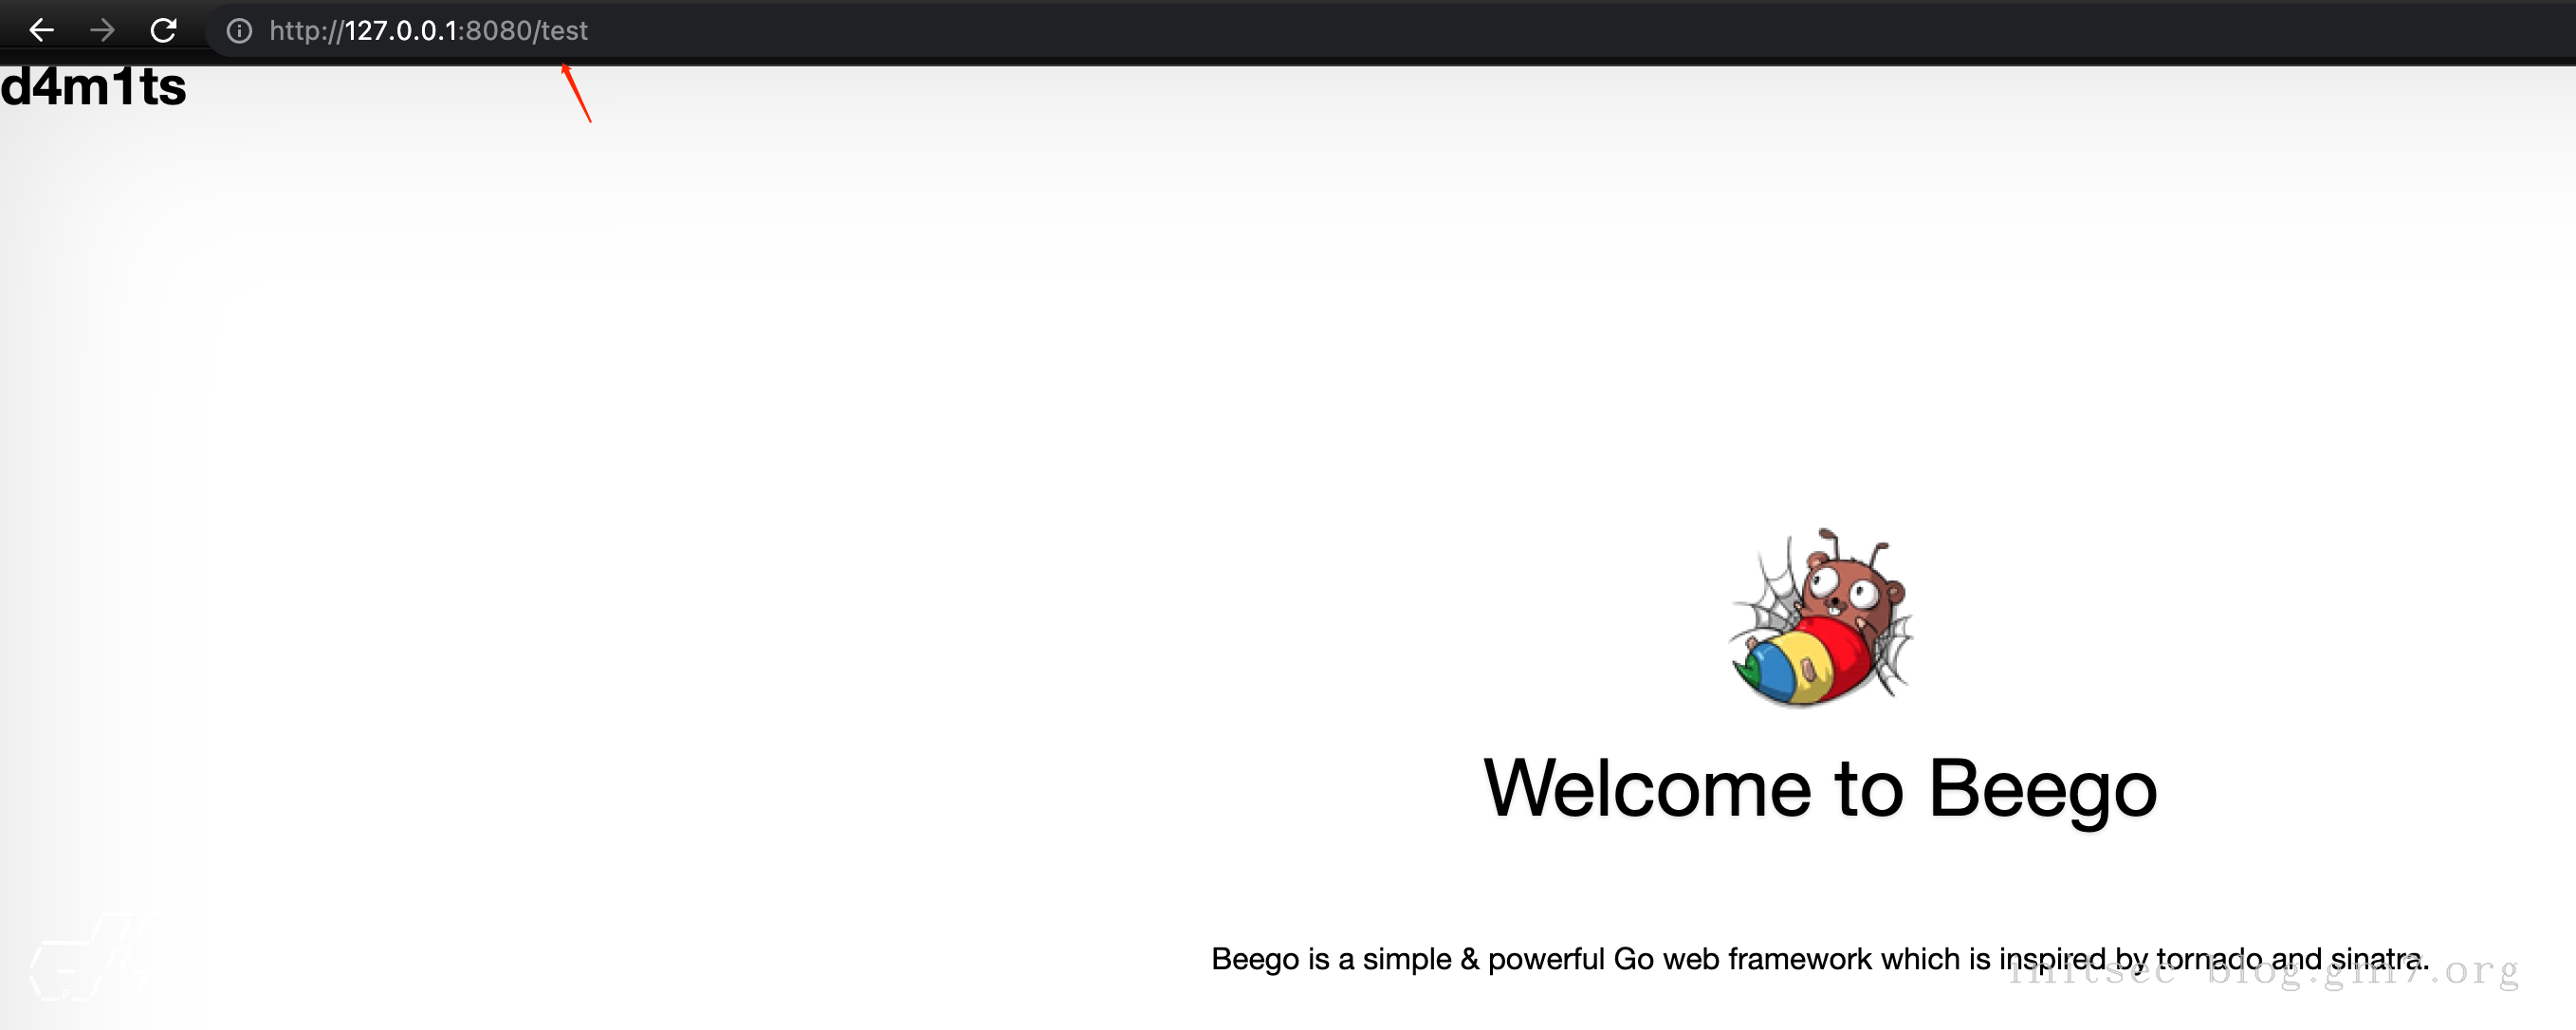 http://127.0.0.1:8080/test
d4m1ts
Welcome to Beego
Beego is a simple & powerful Go web framework which is inspired by tornado and sinatra.
initsec blog.gm7.org